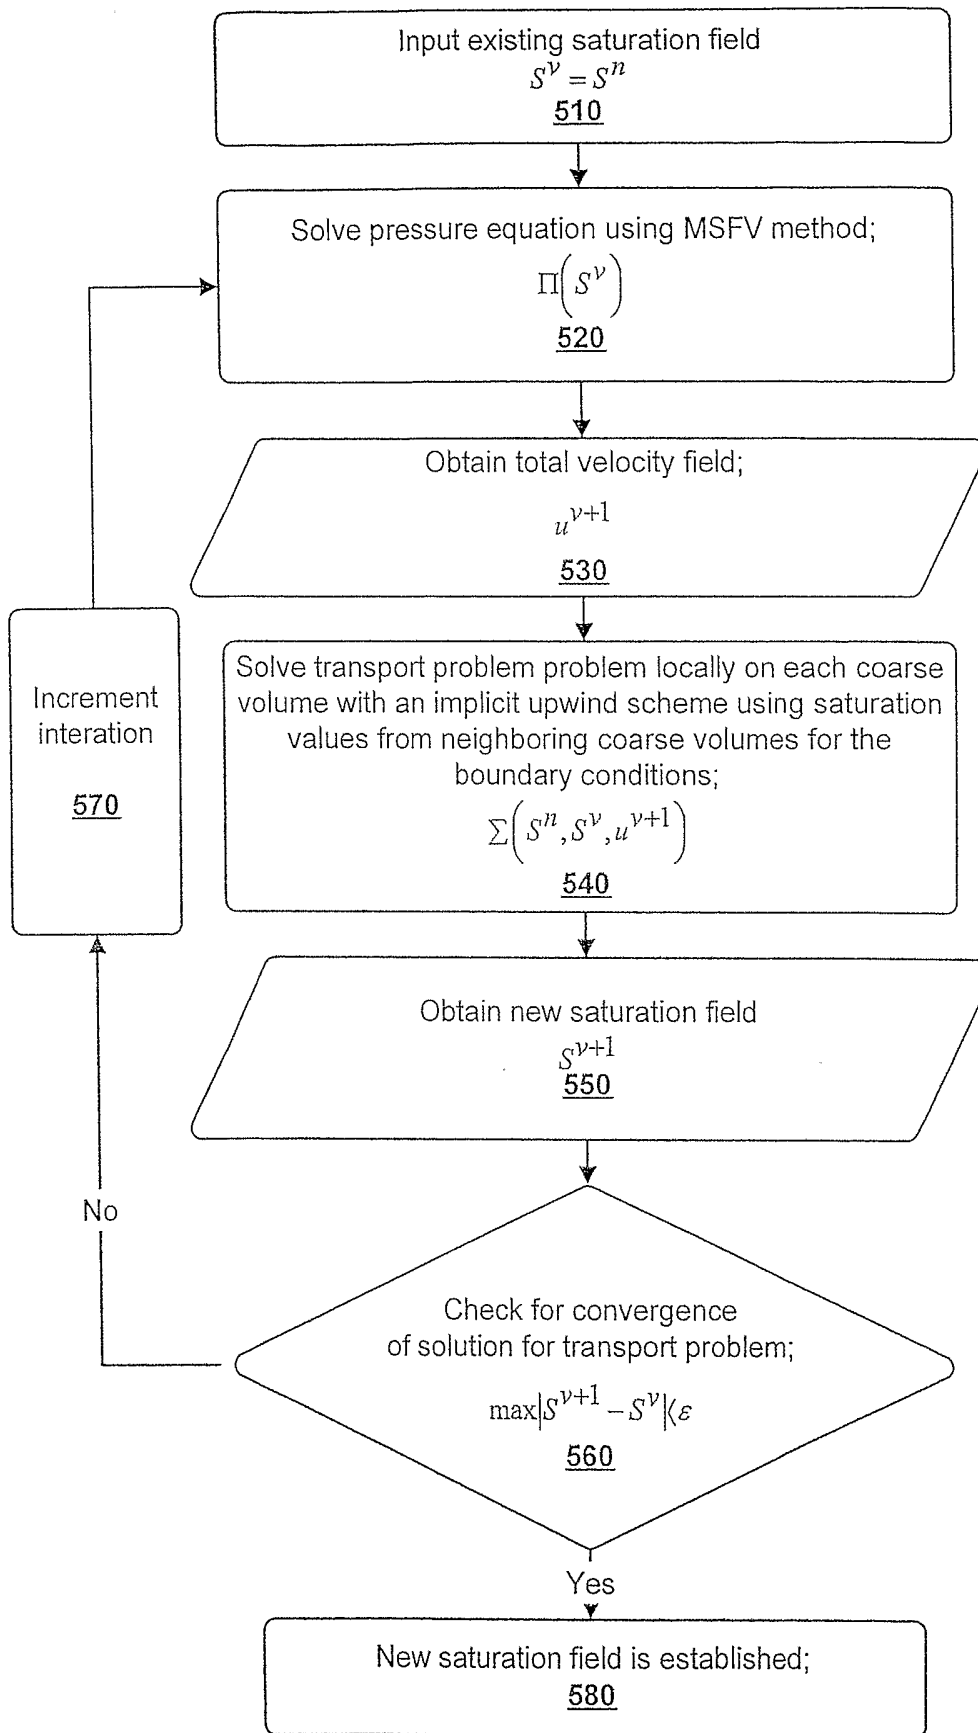 Input existing saturation field
S^ν = S^n
510
Solve pressure equation using MSFV method;
Π(S^ν)
520
Obtain total velocity field;
u^ν+1
530
Solve transport problem problem locally on each coarse
volume with an implicit upwind scheme using saturation
values from neighboring coarse volumes for the
boundary conditions;
Σ(S^n, S^ν, u^ν+1)
540
Increment
interation
570
Obtain new saturation field
S^ν+1
550
No
Check for convergence
of solution for transport problem;
max|S^ν+1 − S^ν|⟨ε
560
Yes
New saturation field is established;
580